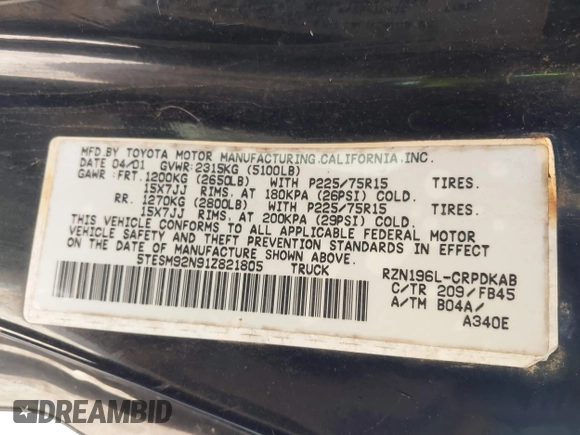 MFD BY TOYOTA MOTOR MANUFACTURING,CALIFORNIA,INC.
DATE 04/01 GVWR:2315KG (5100LB)
GAWR :FRT.1200KG (2650LB) WITH P225/75R15 TIRES.
15X7JJ RIMS, AT 180KPA (26PSI) COLD.
RR. 1270KG (2800LB) WITH P225/75R15 TIRES.
15X7JJ RIMS, AT 200KPA (29PSI) COLD.
THIS VEHICLE CONFORMS TO ALL APPLICABLE FEDERAL MOTOR
VEHICLE SAFETY AND THEFT PREVENTION STANDARDS IN EFFECT
ON THE DATE OF MANUFACTURE SHOWN ABOVE.
5TESM92N91Z821805 TRUCK
RZN196L-CRPDKAB
C/TR 209/FB45
A/TM B04A/
A340E
DREAMBID